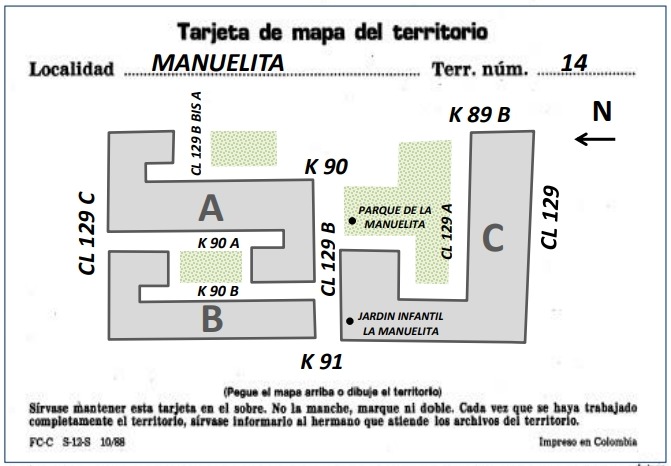 Tarjeta de mapa del territorio
Localidad MANUELITA Terr. núm. 14
K 89 B
N
CL 129 B BIS A
K 90
A
CL 129 C
PARQUE DE LA
MANUELITA
CL 129 A
C
CL 129
K 90 A
CL 129 B
K 90 B
B
JARDIN INFANTIL
LA MANUELITA
K 91
(Pegue el mapa arriba o dibuje el territorio)
Sírvase mantener esta tarjeta en el sobre. No la manche, marque ni doble. Cada vez que se haya trabajado
completamente el territorio, sírvase informarlo al hermano que atiende los archivos del territorio.
FC-C S-12-S 10/88 Impreso en Colombia